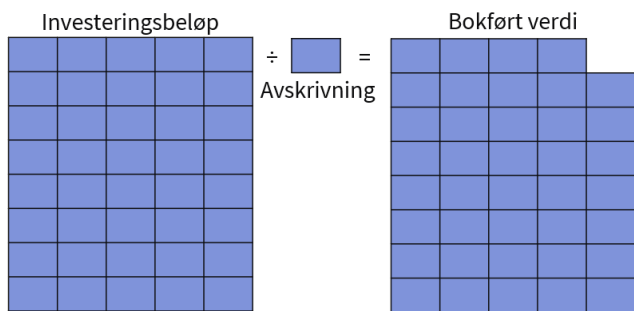 Investeringsbeløp
÷ =
Avskrivning
Bokført verdi